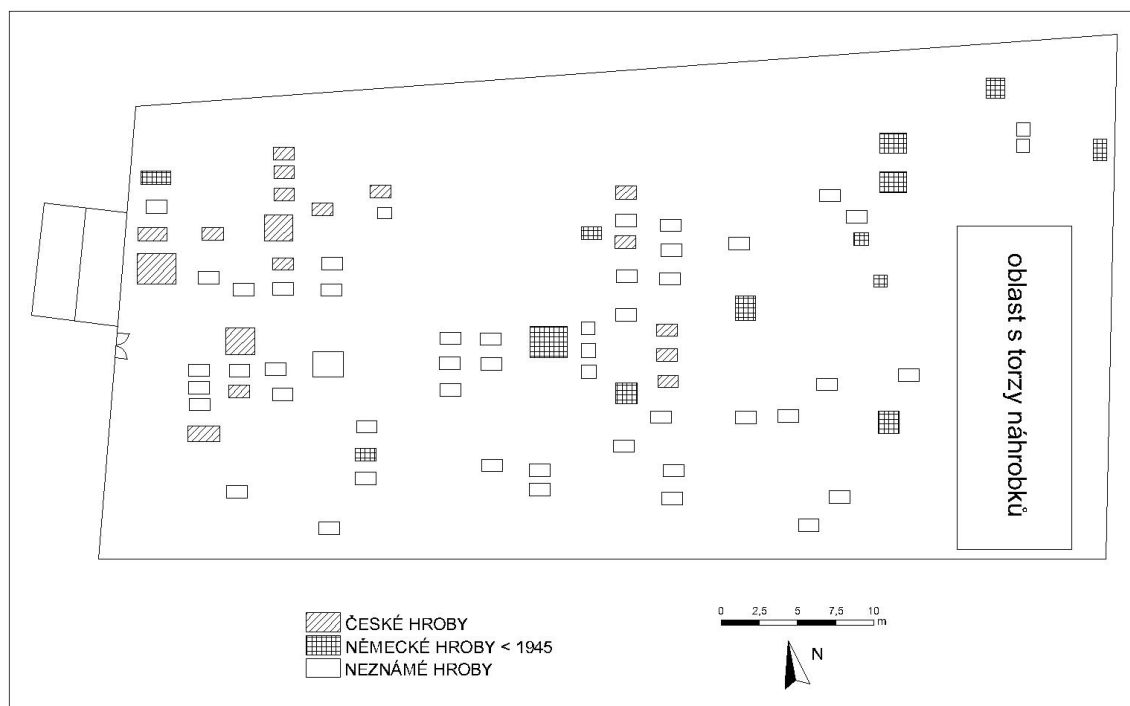 oblast s torzy náhrobků
ČESKÉ HROBY
NĚMECKÉ HROBY < 1945
NEZNÁMÉ HROBY
0 2,5 5 7,5 10
m
N